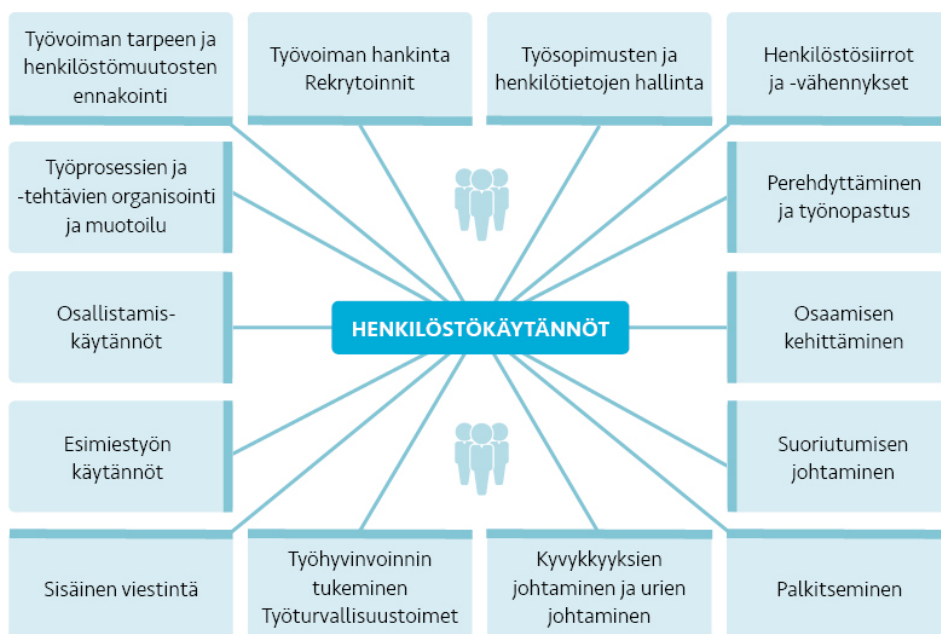 Työvoiman tarpeen ja
henkilöstömuutosten
ennakointi
Työvoiman hankinta
Rekrytoinnit
Työsopimusten ja
henkilötietojen hallinta
Henkilöstösiirrot
ja -vähennykset
Työprosessien ja
-tehtävien organisointi
ja muotoilu
Perehdyttäminen
ja työnopastus
Osallistamis-
käytännöt
HENKILÖSTÖKÄYTÄNNÖT
Osaamisen
kehittäminen
Esimiestyön
käytännöt
Suoriutumisen
johtaminen
Sisäinen viestintä
Työhyvinvoinnin
tukeminen
Työturvallisuustoimet
Kyvykkyyksien
johtaminen ja urien
johtaminen
Palkitseminen